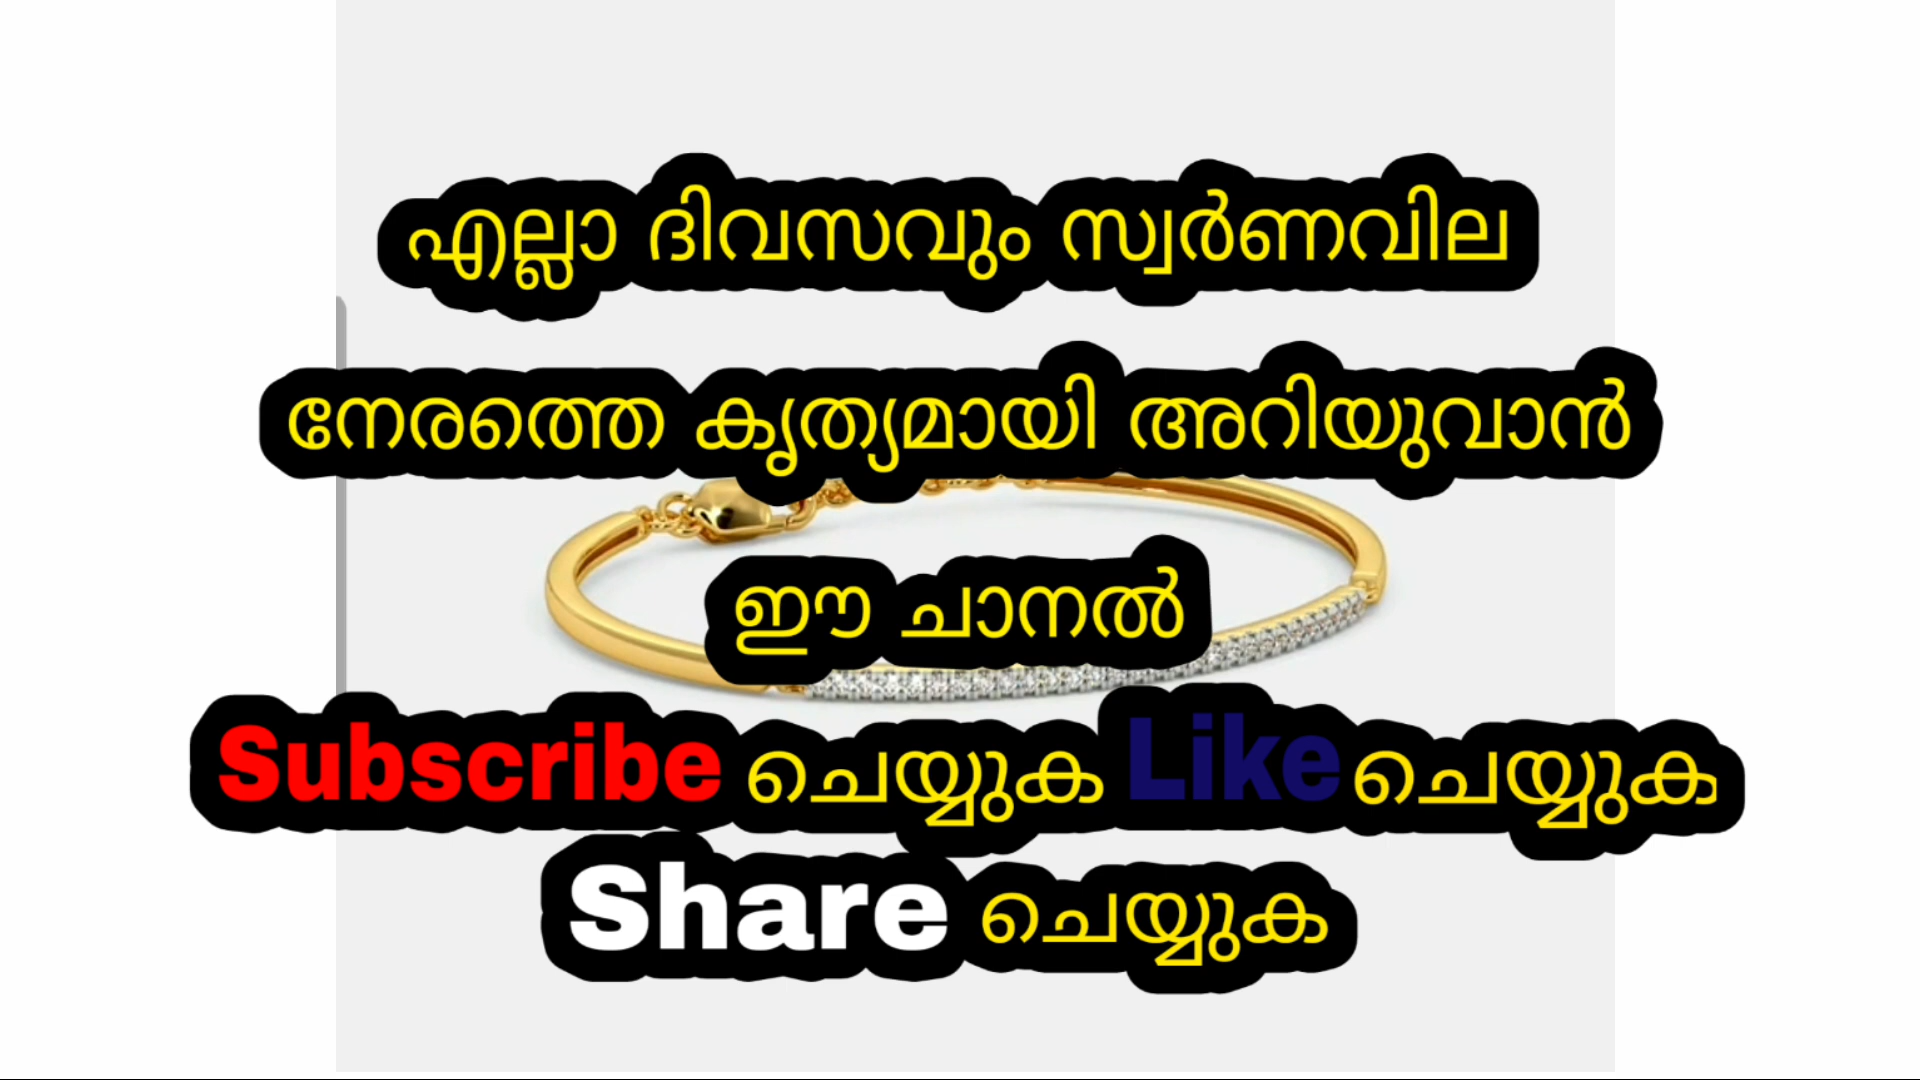 എല്ലാ ദിവസവും സ്വർണവില
നേരത്തെ കൃത്യമായി അറിയുവാൻ
ഈ ചാനൽ
Subscribe ചെയ്യുക Like ചെയ്യുക
Share ചെയ്യുക